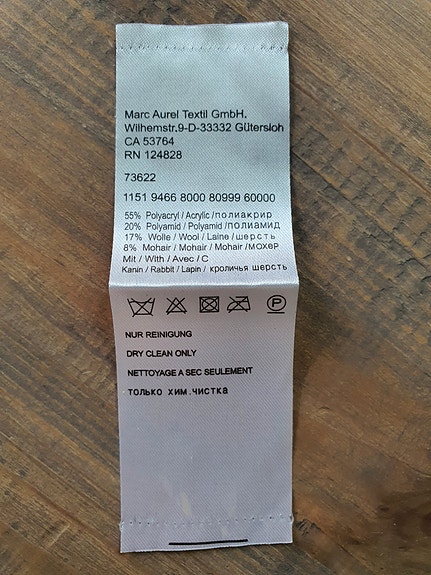 Marc Aurel Textil GmbH.
Wilhemstr.9-D-33332 Gütersloh
CA 53764
RN 124828
73622
1151 9466 8000 80999 60000
55% Polyacryl / Acrylic / полиакрир
20% Polyamid / Polyamid / полиамид
17% Wolle / Wool / Laine / шерсть
8% Mohair / Mohair / Mohair / мохер
Mit / With / Avec / С
Kanin / Rabbit / Lapin / кроличья шерсть
P
NUR REINIGUNG
DRY CLEAN ONLY
NETTOYAGE A SEC SEULEMENT
только хим.чистка